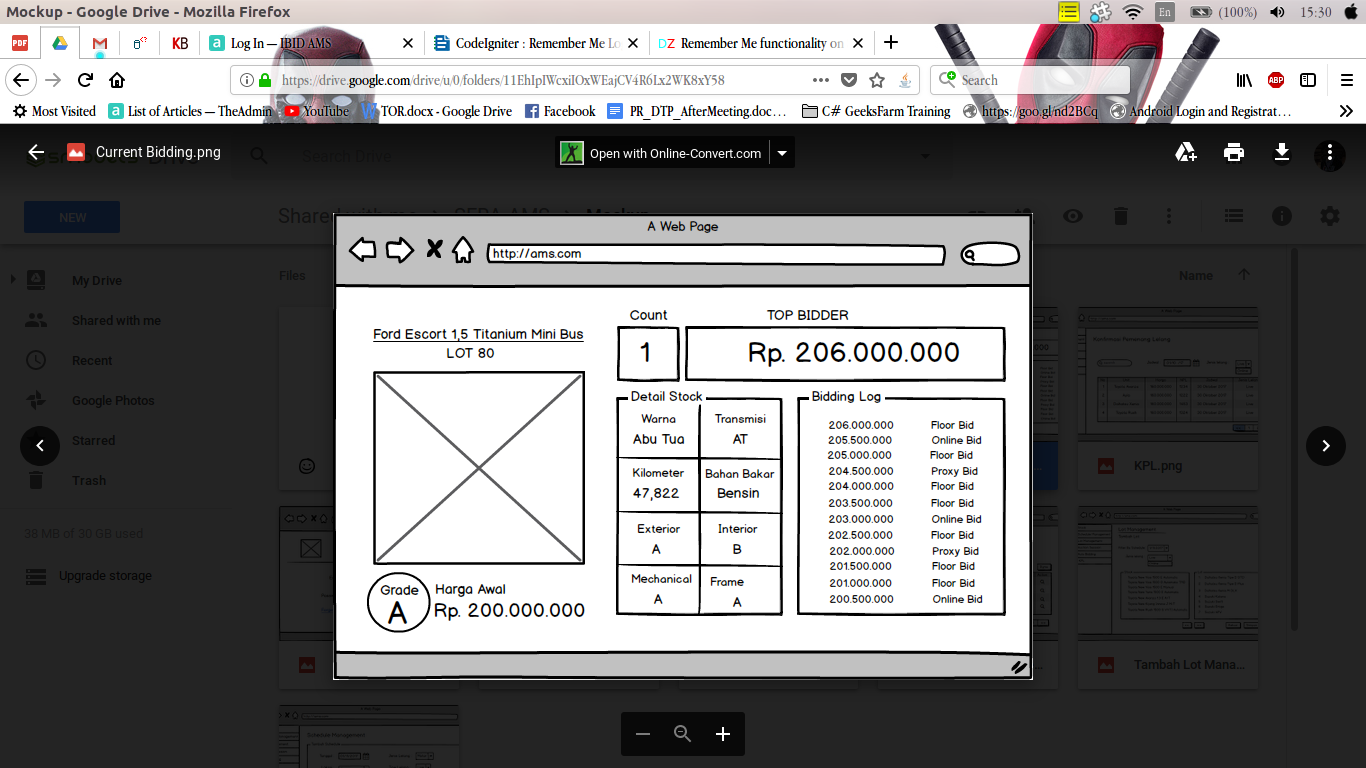 Mockup - Google Drive - Mozilla Firefox
En (100%) 15:30
PDF
KB
Log In — IBID AMS
CodeIgniter : Remember Me Lo
DZ Remember Me functionality on
https://drive.google.com/drive/u/0/folders/11EhIpIWcxiIOxWEajCV4R6Lx2WK8xY58
Search
ABP
Most Visited
List of Articles — TheAdmin
YouTube
TOR.docx - Google Drive
Facebook
PR_DTP_AfterMeeting.doc…
C# GeeksFarm Training
https://goo.gl/nd2BCq
Android Login and Registrat…
Current Bidding.png
Search Drive
Open with Online-Convert.com
NEW
Shared with me
Mockup
My Drive
Shared with me
Recent
Google Photos
Starred
Trash
38 MB of 30 GB used
Upgrade storage
Files
Name
KPL.png
Tambah Lot Mana...
A Web Page
http://ams.com
Ford Escort 1,5 Titanium Mini Bus
LOT 80
Grade
A
Harga Awal
Rp. 200.000.000
Count
1
TOP BIDDER
Rp. 206.000.000
Detail Stock
Warna Transmisi
Abu Tua AT
Kilometer Bahan Bakar
47,822 Bensin
Exterior Interior
A B
Mechanical Frame
A A
Bidding Log
206.000.000 Floor Bid
205.500.000 Online Bid
205.000.000 Floor Bid
204.500.000 Proxy Bid
204.000.000 Floor Bid
203.500.000 Floor Bid
203.000.000 Online Bid
202.500.000 Floor Bid
202.000.000 Proxy Bid
201.500.000 Floor Bid
201.000.000 Floor Bid
200.500.000 Online Bid